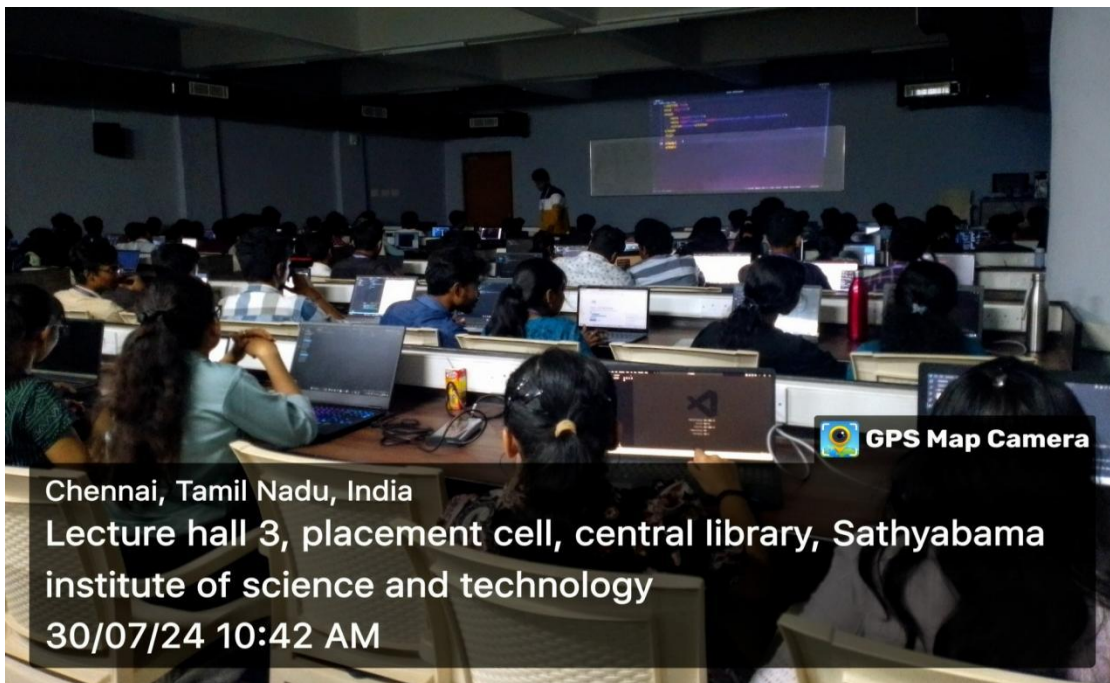 GPS Map Camera
Chennai, Tamil Nadu, India
Lecture hall 3, placement cell, central library, Sathyabama
institute of science and technology
30/07/24 10:42 AM